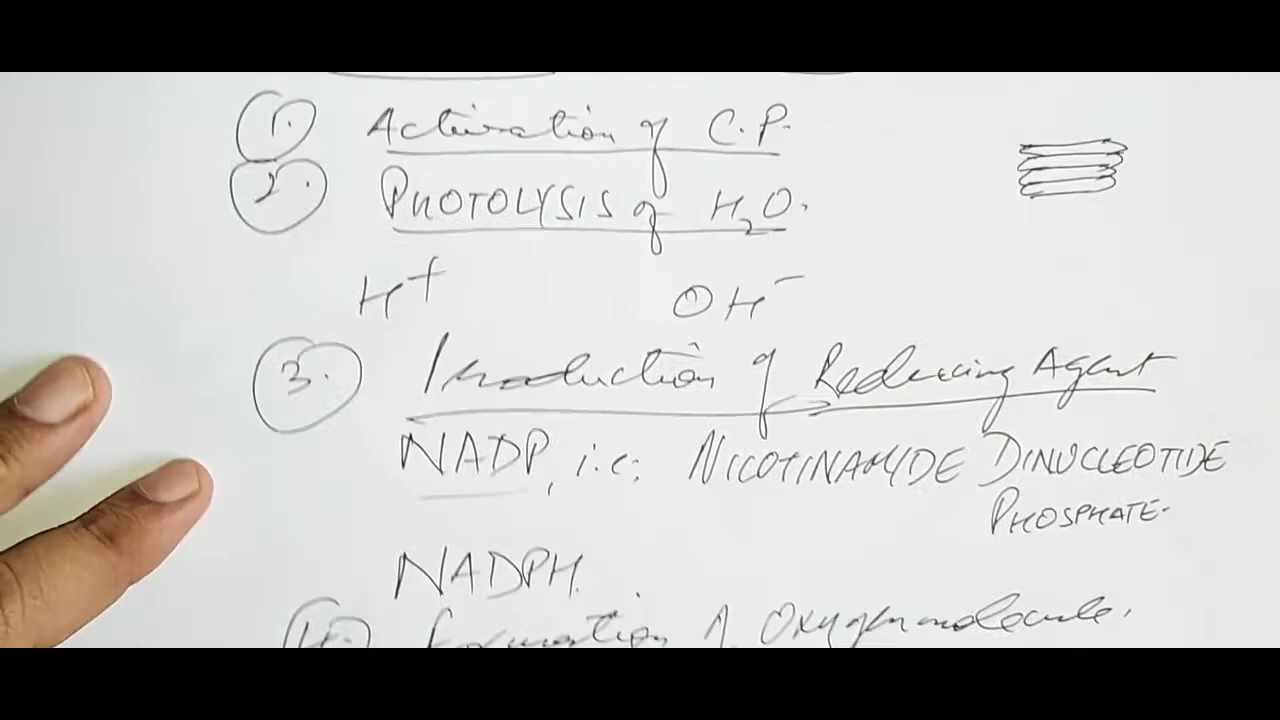 1. Activation of C.P.
2. PHOTOLYSIS of H₂O.
H⁺ OH⁻
3. Production of Reducing Agent
NADP, i.e; NICOTINAMYDE DINUCLEOTIDE
PHOSPHATE.
NADPH.
4. Formation of Oxygen molecule.